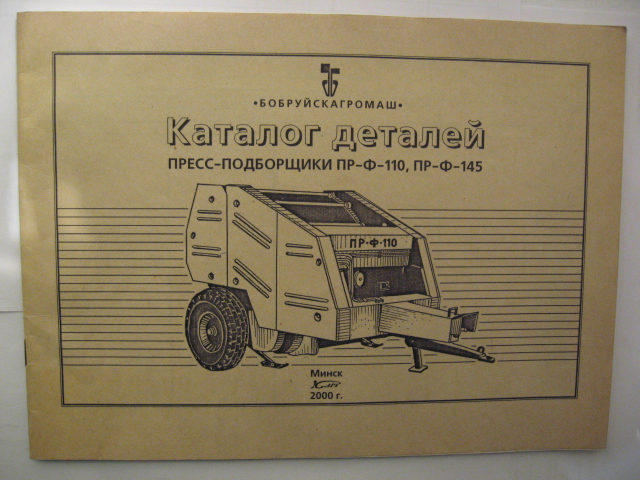 •БОБРУЙСКАГРОМАШ•
Каталог деталей
ПРЕСС-ПОДБОРЩИКИ ПР-Ф-110, ПР-Ф-145
ПР-Ф-110
Минск
2000 г.